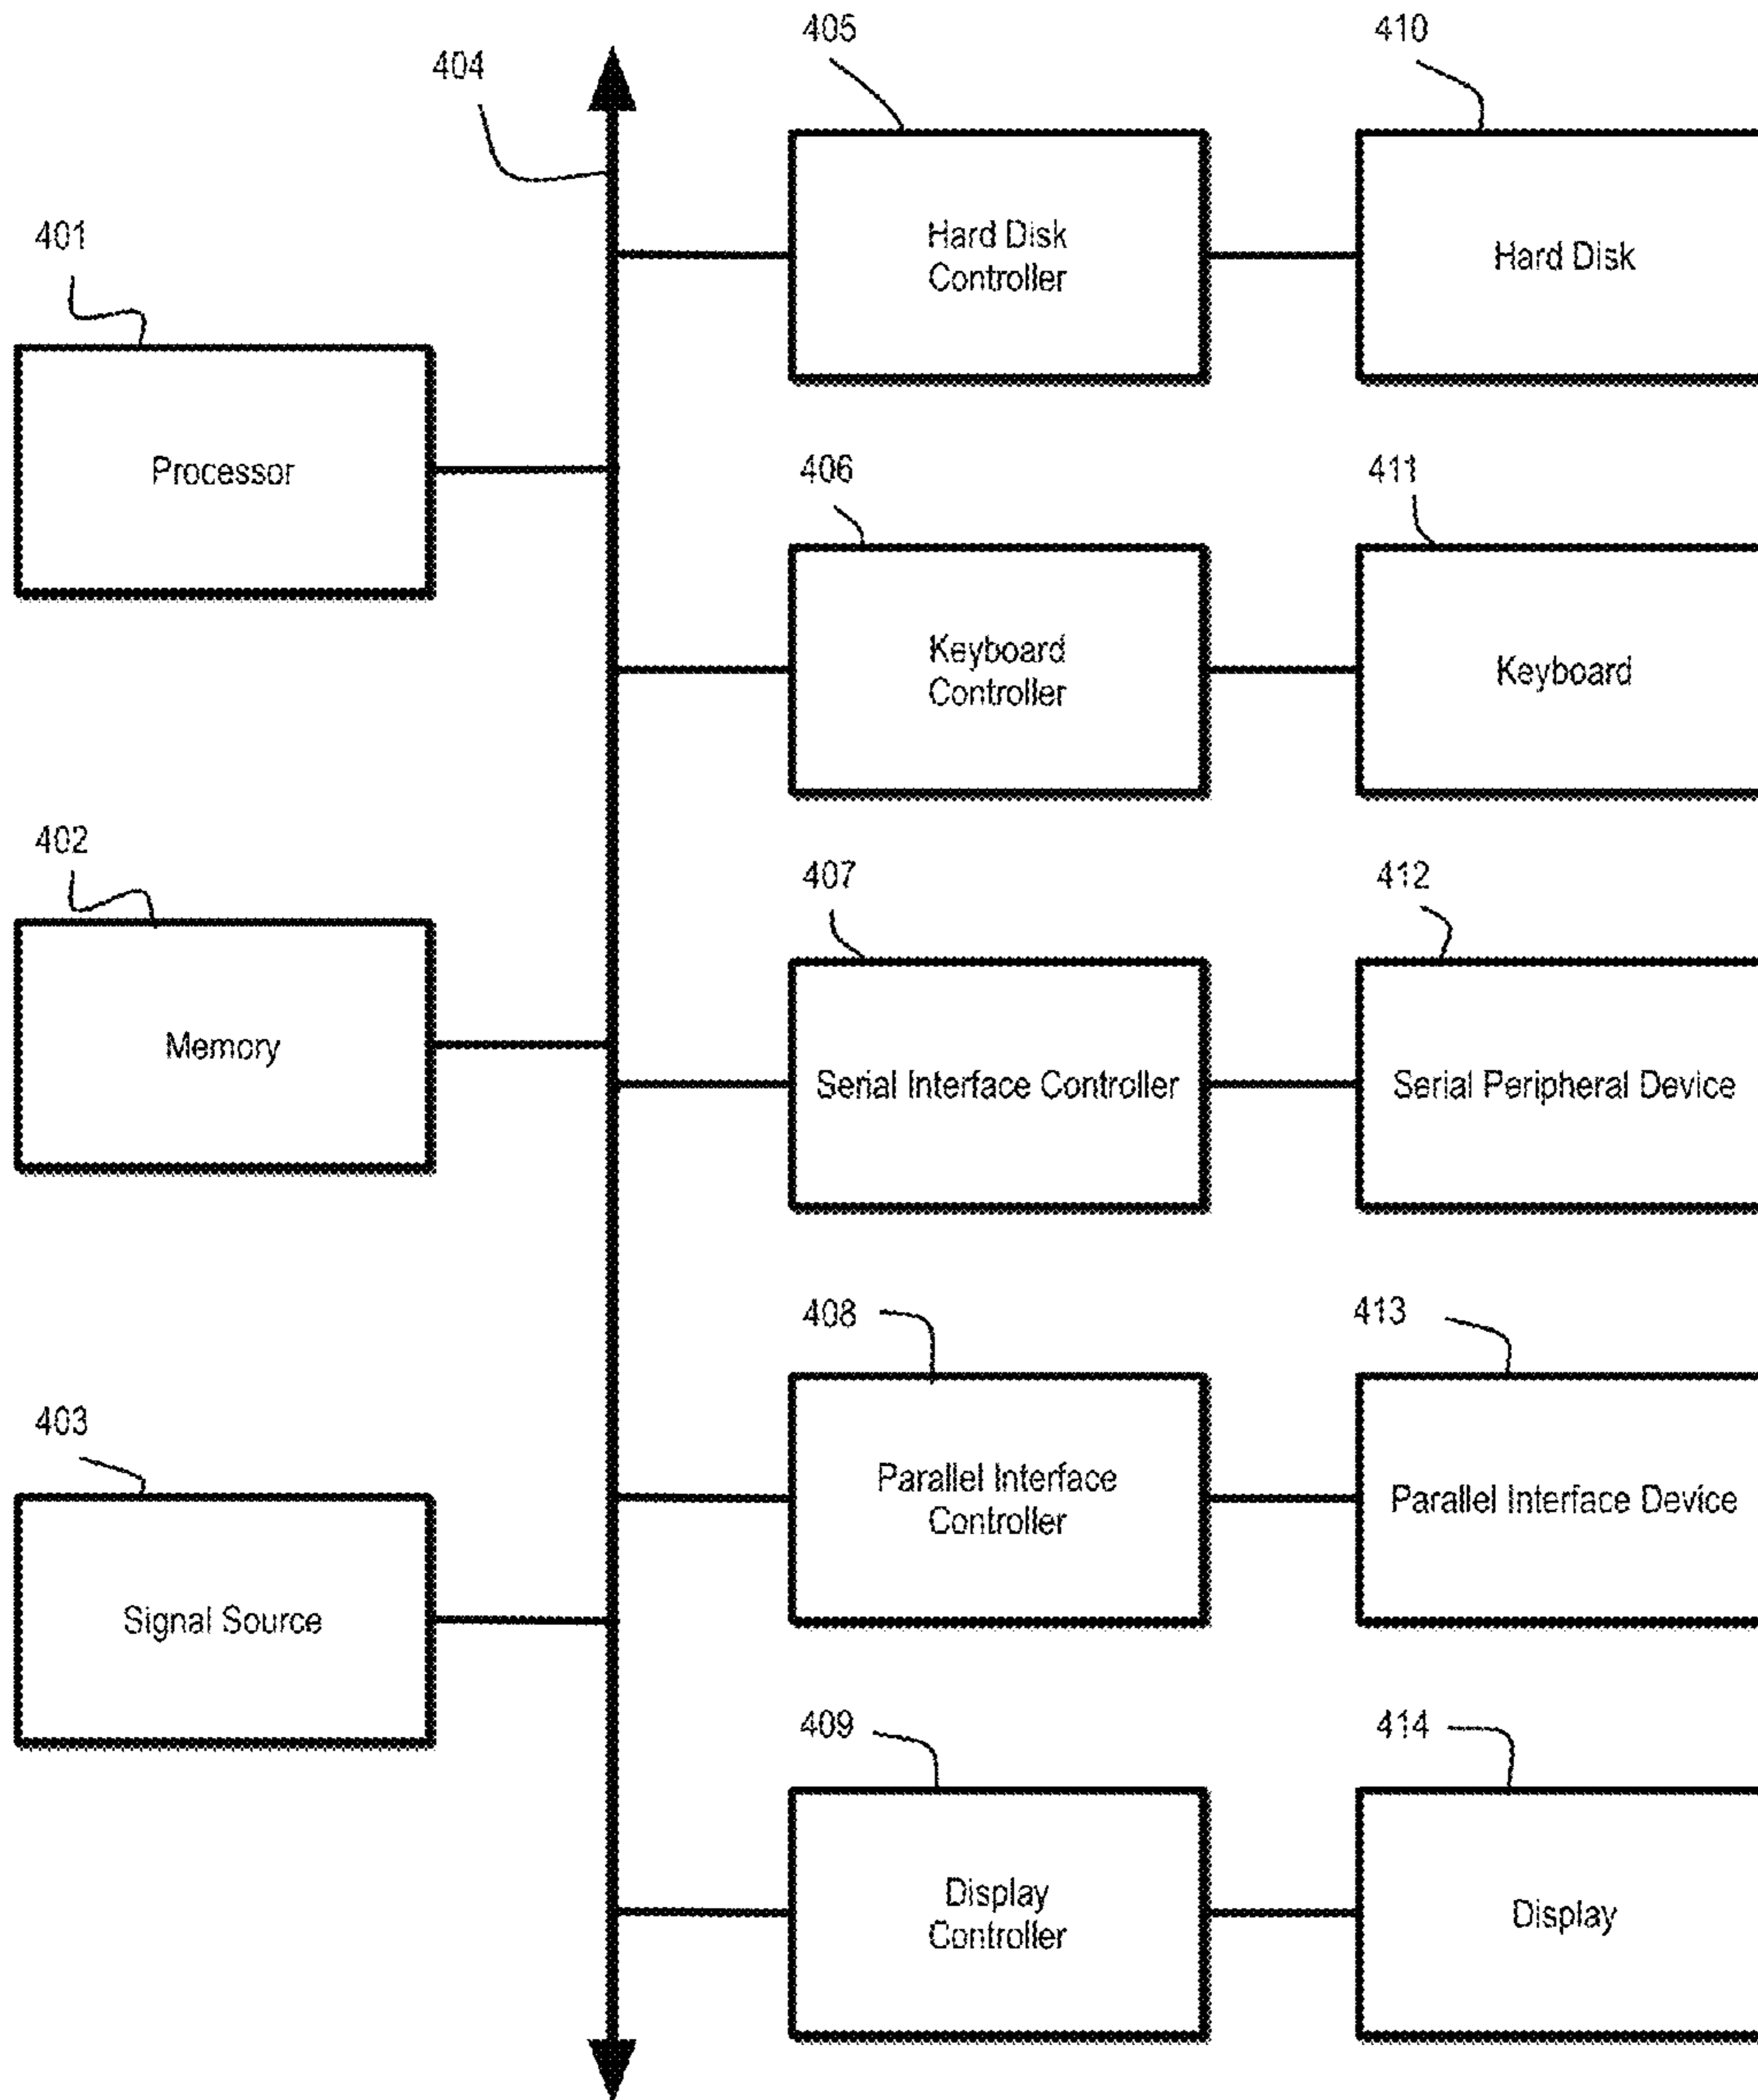 404
405
410
401
Hard Disk
Controller
Hard Disk
Processor
406
411
Keyboard
Controller
Keyboard
402
407
412
Memory
Serial Interface Controller
Serial Peripheral Device
403
408
413
Signal Source
Parallel Interface
Controller
Parallel Interface Device
409
414
Display
Controller
Display